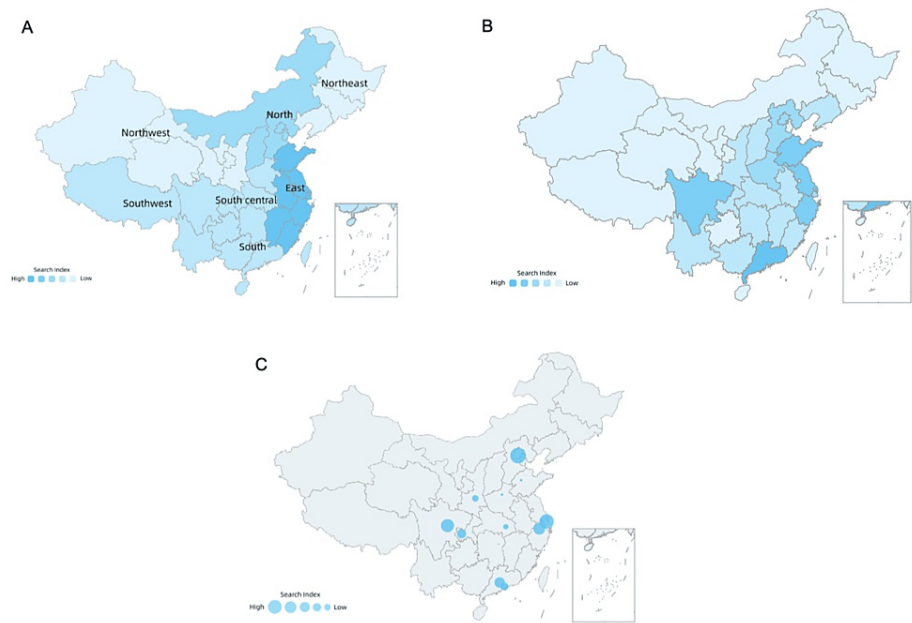 A
B
Northeast
North
Northwest
East
Southwest
South central
South
Search Index
High Low
Search Index
High Low
C
Search Index
High Low